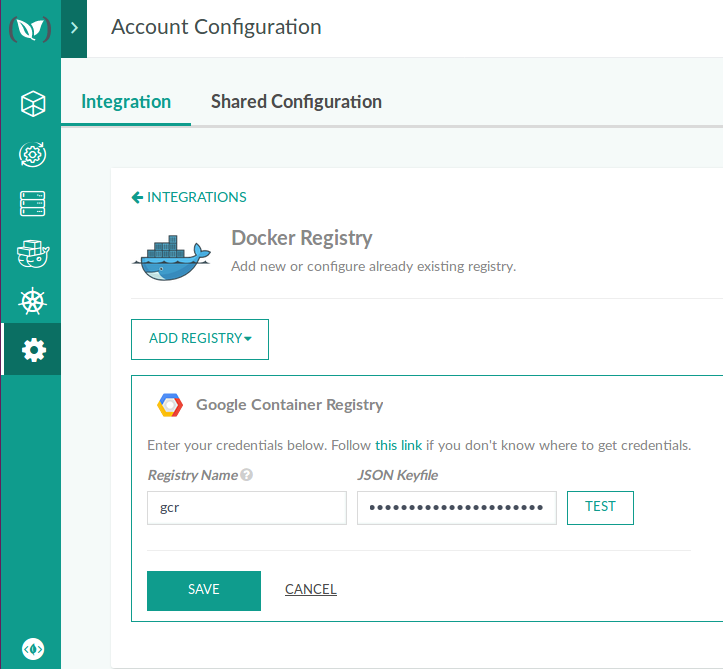 Account Configuration
Integration Shared Configuration
INTEGRATIONS
Docker Registry
Add new or configure already existing registry.
ADD REGISTRY
Google Container Registry
Enter your credentials below. Follow this link if you don't know where to get credentials.
Registry Name JSON Keyfile
gcr ••••••••••••••••••••••
TEST
SAVE CANCEL